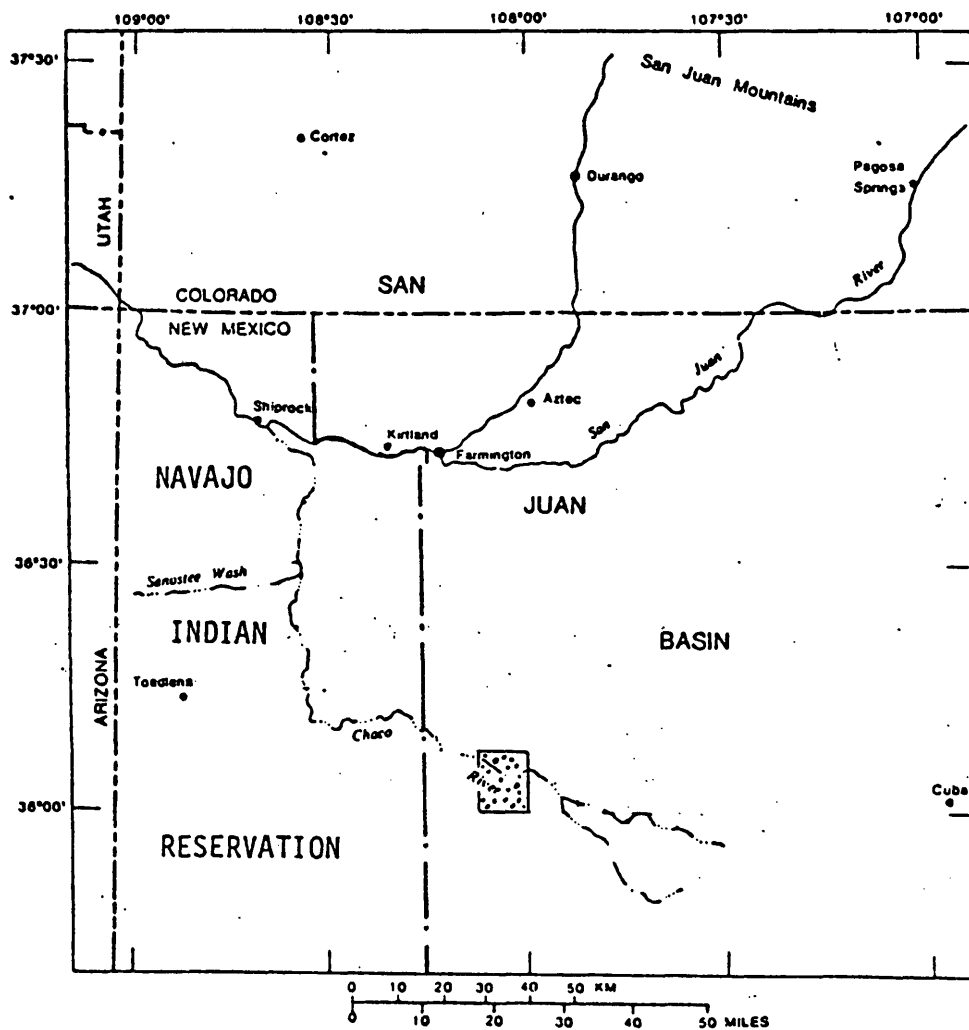 109°00' 108°30' 108°00' 107°30' 107°00'
37°30'
San Juan Mountains
Cortez
Durango
Pagosa
Springs
UTAH
SAN
River
COLORADO
37°00'
NEW MEXICO
Juan
San
Shiprock
Aztec
Kirtland
Farmington
NAVAJO
JUAN
36°30'
Sanostee Wash
INDIAN
BASIN
Toadlena
ARIZONA
Chaco
River
36°00'
Cuba
RESERVATION
0 10 20 30 40 50 KM
0 10 20 30 40 50 MILES